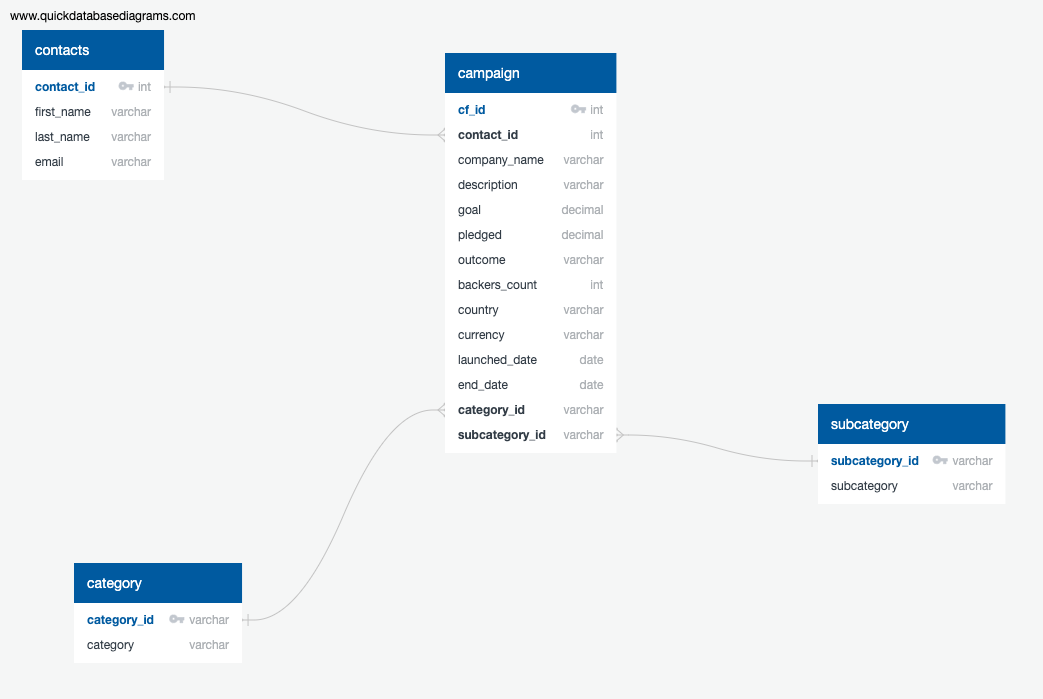 www.quickdatabasediagrams.com
contacts
contact_id int
first_name varchar
last_name varchar
email varchar
campaign
cf_id int
contact_id int
company_name varchar
description varchar
goal decimal
pledged decimal
outcome varchar
backers_count int
country varchar
currency varchar
launched_date date
end_date date
category_id varchar
subcategory_id varchar
subcategory
subcategory_id varchar
subcategory varchar
category
category_id varchar
category varchar